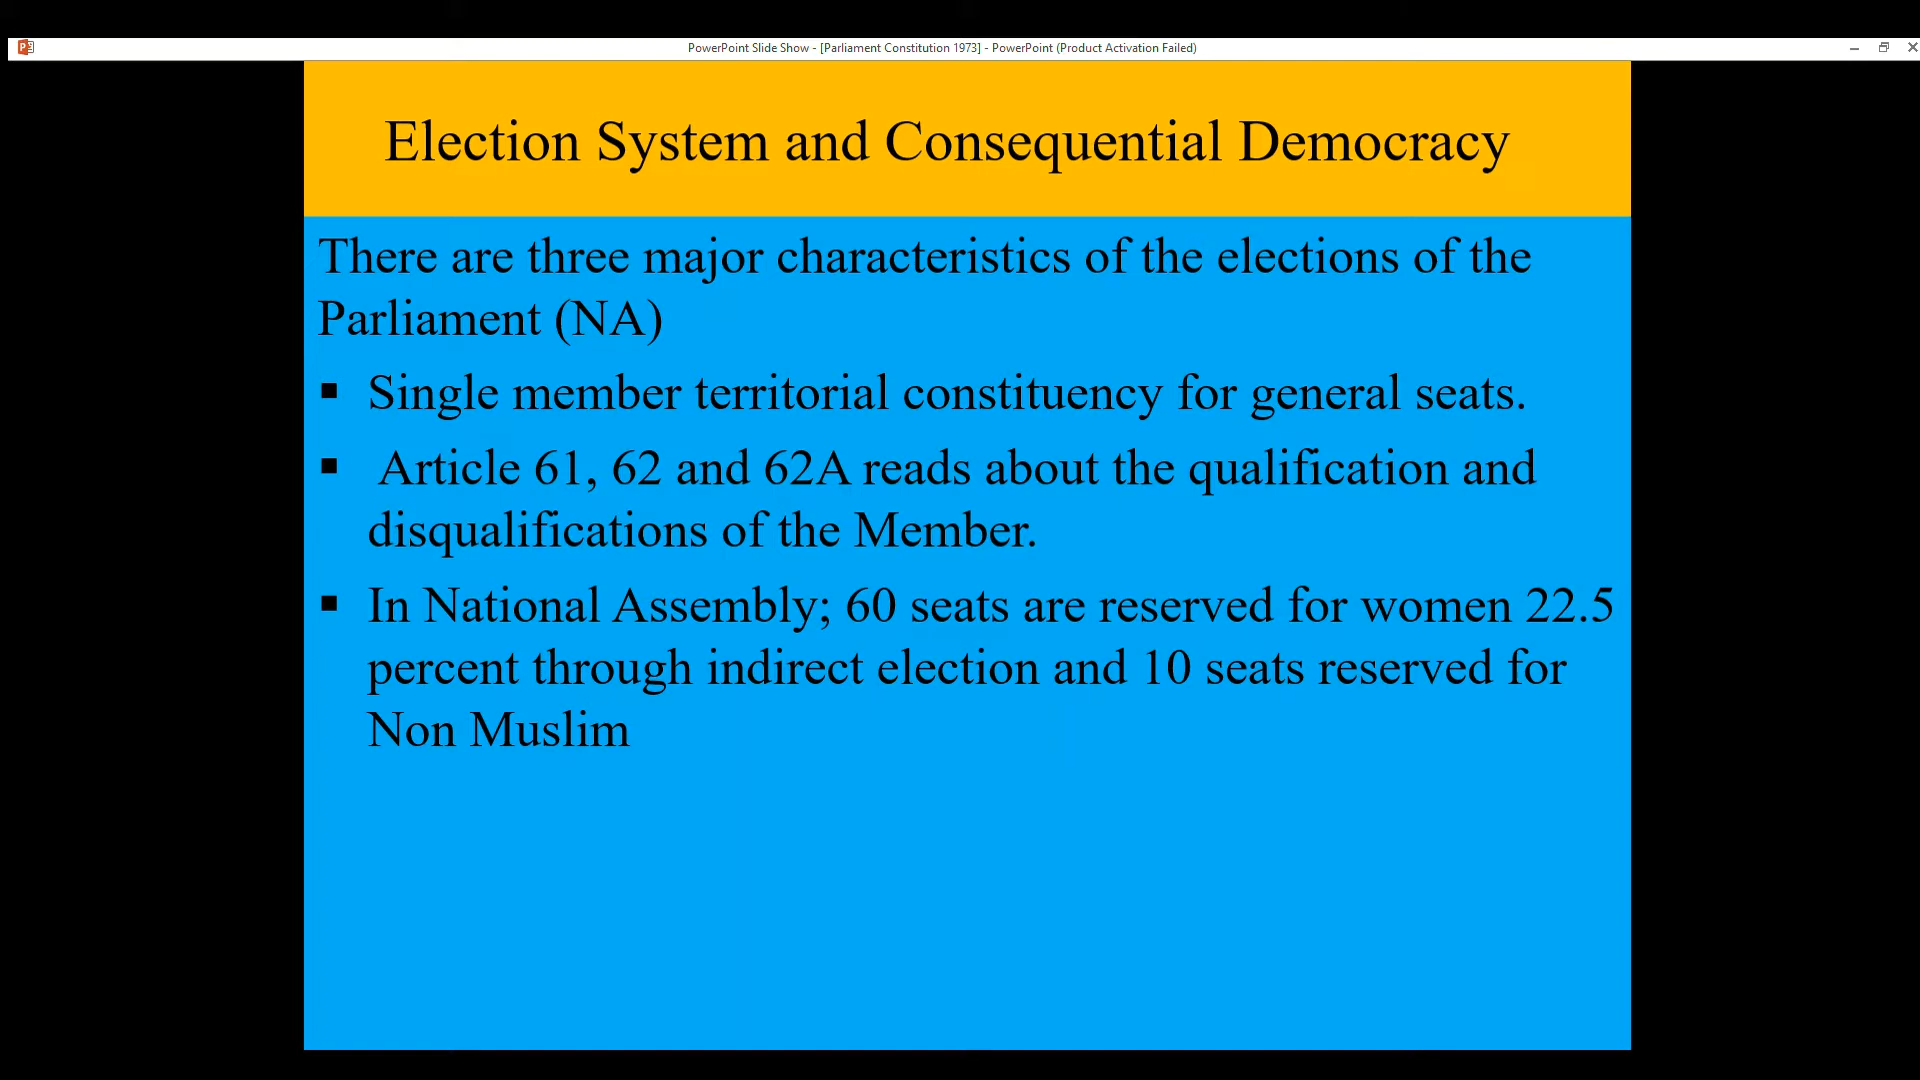 PowerPoint Slide Show - [Parliament Constitution 1973] - PowerPoint (Product Activation Failed)
Election System and Consequential Democracy
There are three major characteristics of the elections of the
Parliament (NA)
▪ Single member territorial constituency for general seats.
▪ Article 61, 62 and 62A reads about the qualification and
disqualifications of the Member.
▪ In National Assembly; 60 seats are reserved for women 22.5
percent through indirect election and 10 seats reserved for
Non Muslim